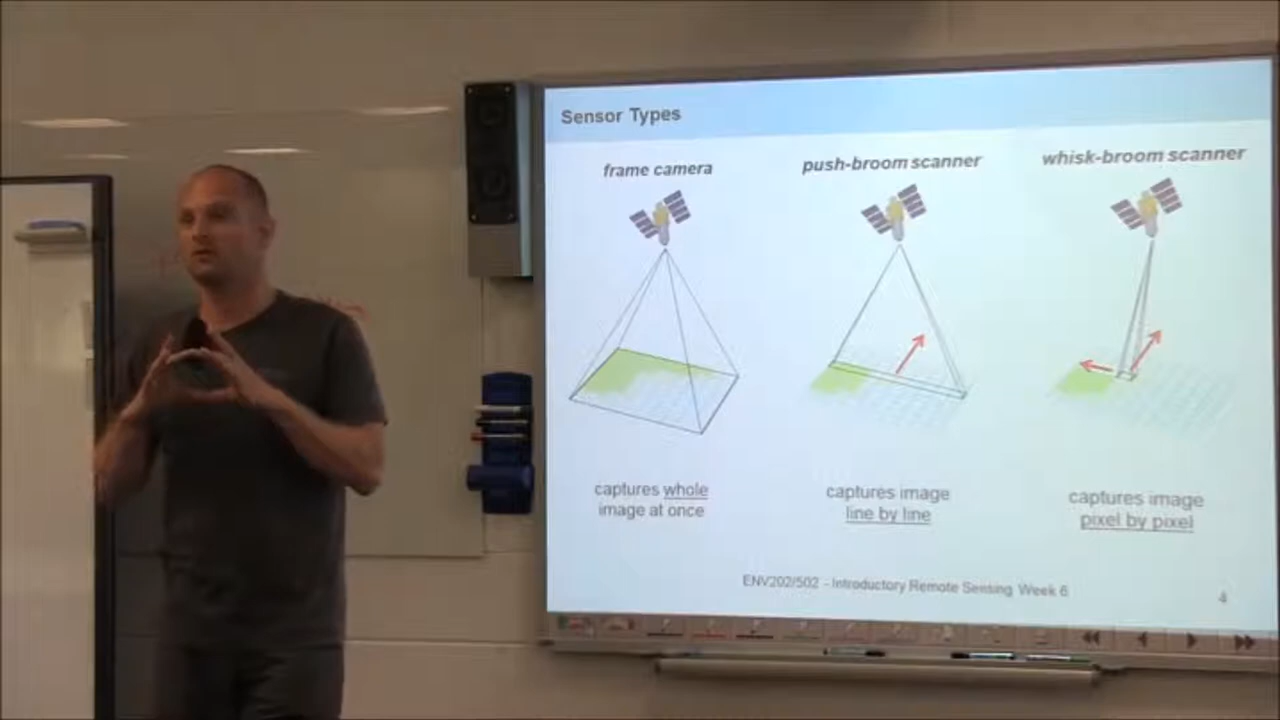 Sensor Types
frame camera
push-broom scanner
whisk-broom scanner
captures whole
image at once
captures image
line by line
captures image
pixel by pixel
ENV202/502 - Introductory Remote Sensing Week 6
4